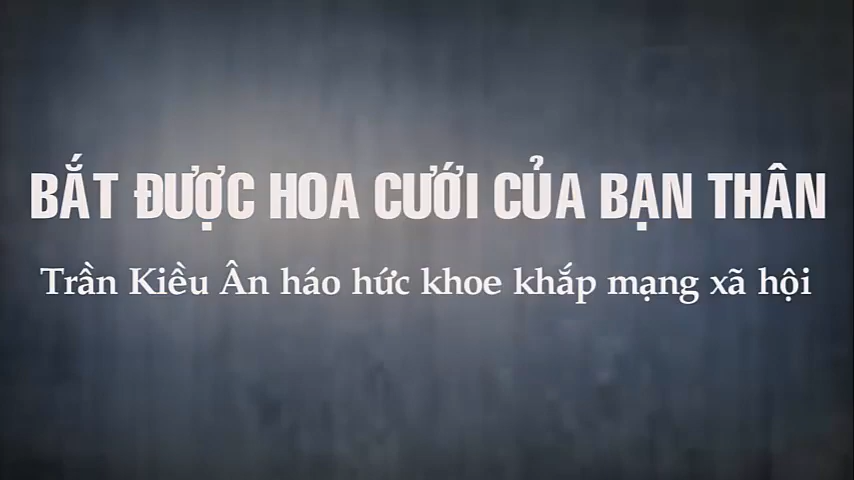 BẮT ĐƯỢC HOA CƯỚI CỦA BẠN THÂN
Trần Kiều Ân háo hức khoe khắp mạng xã hội